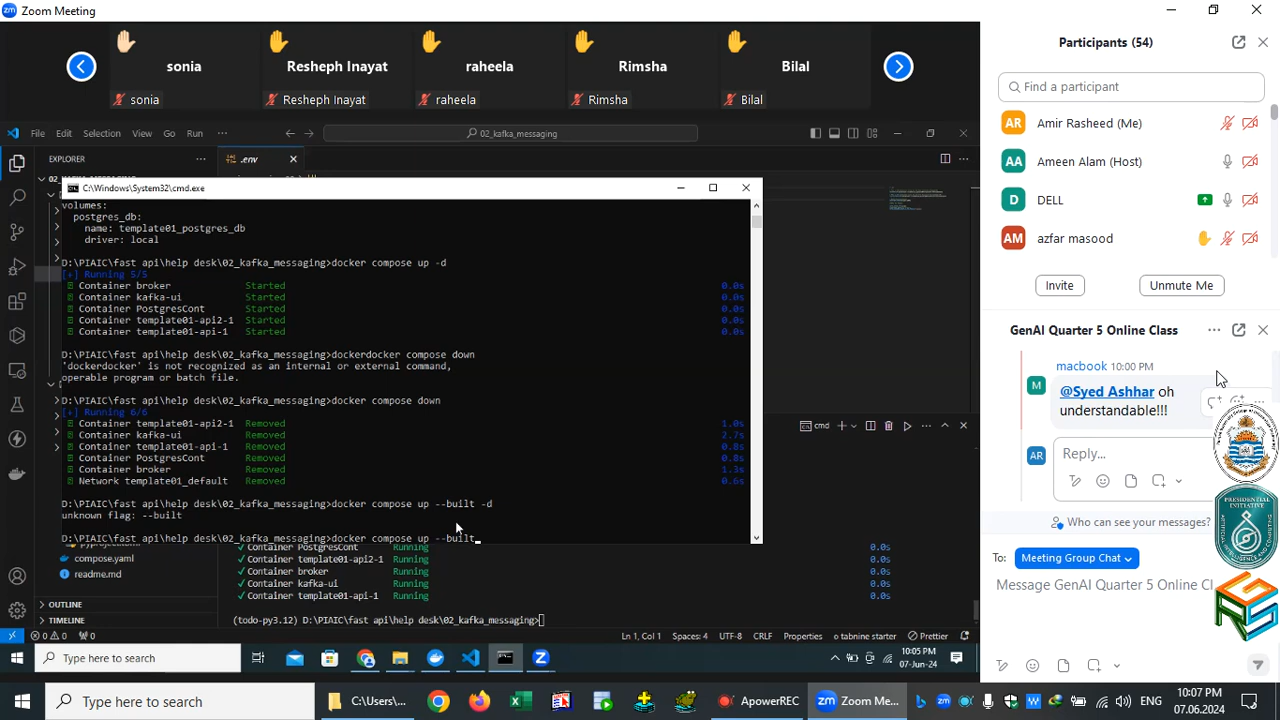 Zoom Meeting
sonia
Resheph Inayat
raheela
Rimsha
Bilal
sonia
Resheph Inayat
raheela
Rimsha
Bilal
File Edit Selection View Go Run ···
02_kafka_messaging
EXPLORER
.env
C:\Windows\System32\cmd.exe
volumes:
postgres_db:
name: template01_postgres_db
driver: local
D:\PIAIC\fast api\help desk\02_kafka_messaging>docker compose up -d
[+] Running 5/5
Container broker Started 0.0s
Container kafka-ui Started 0.0s
Container PostgresCont Started 0.0s
Container template01-api2-1 Started 0.0s
Container template01-api-1 Started 0.0s
D:\PIAIC\fast api\help desk\02_kafka_messaging>dockerdocker compose down
'dockerdocker' is not recognized as an internal or external command,
operable program or batch file.
D:\PIAIC\fast api\help desk\02_kafka_messaging>docker compose down
[+] Running 6/6
Container template01-api2-1 Removed 1.0s
Container kafka-ui Removed 2.7s
Container template01-api-1 Removed 0.8s
Container PostgresCont Removed 0.8s
Container broker Removed 1.3s
Network template01_default Removed 0.6s
D:\PIAIC\fast api\help desk\02_kafka_messaging>docker compose up --built -d
unknown flag: --built
D:\PIAIC\fast api\help desk\02_kafka_messaging>docker compose up --built
cmd
compose.yaml
readme.md
OUTLINE
TIMELINE
✓ Container PostgresCont Running 0.0s
✓ Container template01-api2-1 Running 0.0s
✓ Container broker Running 0.0s
✓ Container kafka-ui Running 0.0s
✓ Container template01-api-1 Running 0.0s
(todo-py3.12) D:\PIAIC\fast api\help desk\02_kafka_messaging>
0 0 0 Ln 1, Col 1 Spaces: 4 UTF-8 CRLF Properties tabnine starter Prettier
Type here to search
10:05 PM
07-Jun-24
Participants (54)
Find a participant
AR Amir Rasheed (Me)
AA Ameen Alam (Host)
D DELL
AM azfar masood
Invite
Unmute Me
GenAI Quarter 5 Online Class
macbook 10:00 PM
M
@Syed Ashhar oh
understandable!!!
AR
Reply...
Who can see your messages?
To: Meeting Group Chat
Message GenAI Quarter 5 Online Cl
Type here to search
C:\Users\...
ApowerREC
Zoom Me...
ENG
10:07 PM
07.06.2024